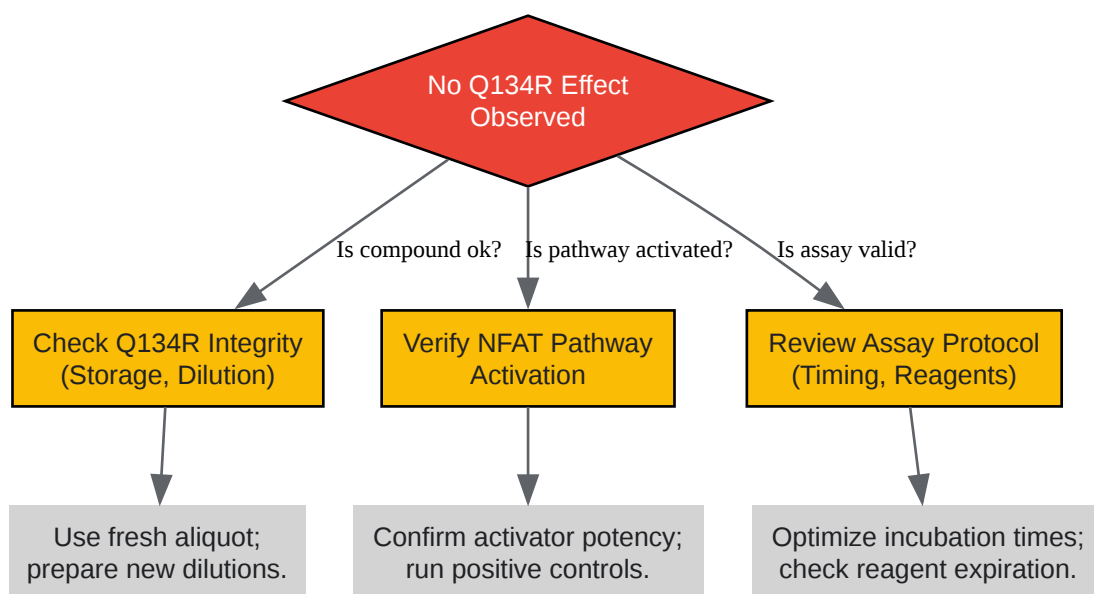 No Q134R Effect
Observed
Is compound ok?
Is pathway activated?
Is assay valid?
Check Q134R Integrity
(Storage, Dilution)
Verify NFAT Pathway
Activation
Review Assay Protocol
(Timing, Reagents)
Use fresh aliquot;
prepare new dilutions.
Confirm activator potency;
run positive controls.
Optimize incubation times;
check reagent expiration.